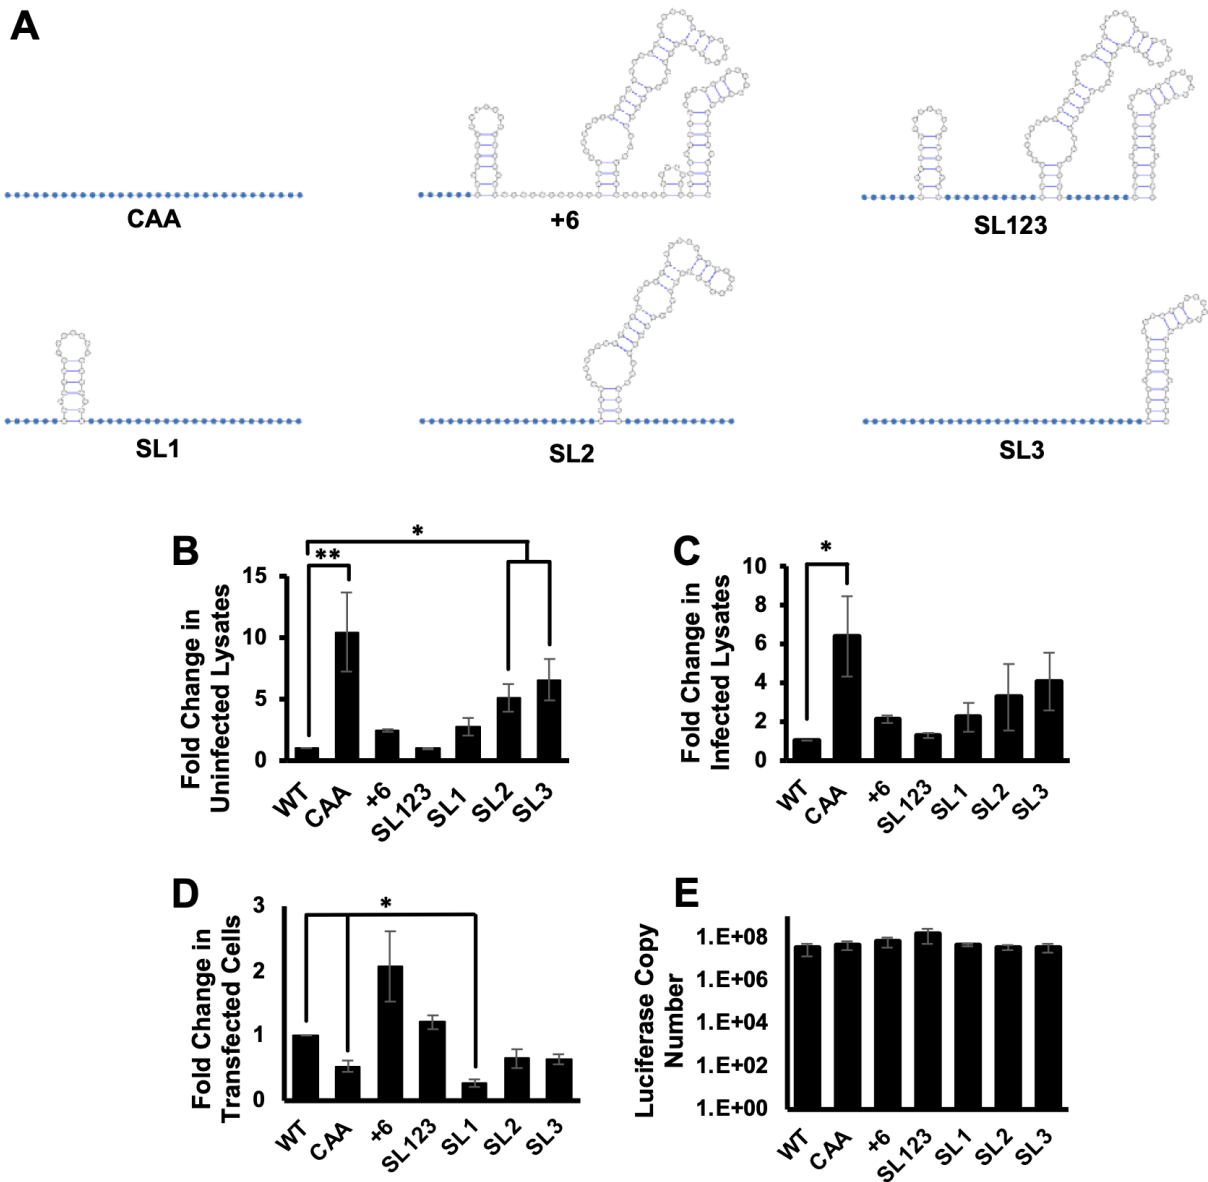 A
CAA
+6
SL123
SL1
SL2
SL3
B
Fold Change in
Uninfected Lysates
15
10
5
0
**
*
WT
CAA
+6
SL123
SL1
SL2
SL3
C
Fold Change in
Infected Lysates
10
8
6
4
2
0
*
WT
CAA
+6
SL123
SL1
SL2
SL3
D
Fold Change in
Transfected Cells
3
2
1
0
*
WT
CAA
+6
SL123
SL1
SL2
SL3
E
Luciferase Copy
Number
1.E+08
1.E+06
1.E+04
1.E+02
1.E+00
WT
CAA
+6
SL123
SL1
SL2
SL3